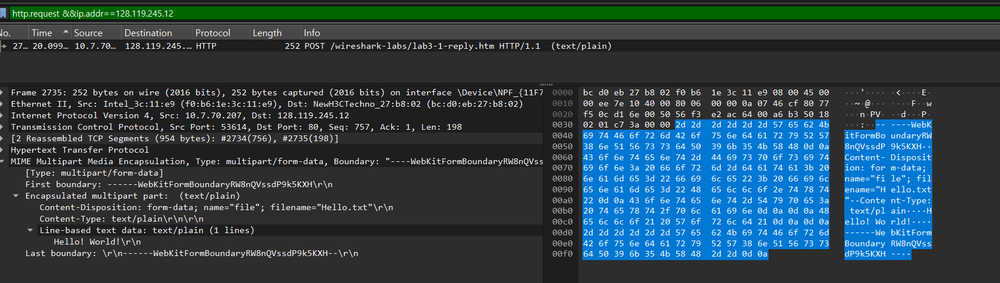 http.request &&ip.addr==128.119.245.12
No. Time Source Destination Protocol Length Info
27… 20.099… 10.7.70… 128.119.245.… HTTP 252 POST /wireshark-labs/lab3-1-reply.htm HTTP/1.1  (text/plain)
Frame 2735: 252 bytes on wire (2016 bits), 252 bytes captured (2016 bits) on interface \Device\NPF_{11F7
Ethernet II, Src: Intel_3c:11:e9 (f0:b6:1e:3c:11:e9), Dst: NewH3CTechno_27:b8:02 (bc:d0:eb:27:b8:02)
Internet Protocol Version 4, Src: 10.7.70.207, Dst: 128.119.245.12
Transmission Control Protocol, Src Port: 53614, Dst Port: 80, Seq: 757, Ack: 1, Len: 198
[2 Reassembled TCP Segments (954 bytes): #2734(756), #2735(198)]
Hypertext Transfer Protocol
MIME Multipart Media Encapsulation, Type: multipart/form-data, Boundary: "----WebKitFormBoundaryRW8nQVss
[Type: multipart/form-data]
First boundary: ------WebKitFormBoundaryRW8nQVssdP9k5KXH\r\n
Encapsulated multipart part:  (text/plain)
Content-Disposition: form-data; name="file"; filename="Hello.txt"\r\n
Content-Type: text/plain\r\n\r\n
Line-based text data: text/plain (1 lines)
Hello! World!\r\n
Last boundary: \r\n------WebKitFormBoundaryRW8nQVssdP9k5KXH--\r\n
0000 bc d0 eb 27 b8 02 f0 b6 1e 3c 11 e9 08 00 45 00 ···'···· ·<····E·
0010 00 ee 7e 10 40 00 80 06 00 00 0a 07 46 cf 80 77 ··~·@··· ····F··w
0020 f5 0c d1 6e 00 50 56 f3 e2 ac 64 00 a6 b3 50 18 ···n·PV· ··d···P·
0030 02 01 c7 3a 00 00 2d 2d 2d 2d 2d 2d 57 65 62 4b ···:··-- ----WebK
0040 69 74 46 6f 72 6d 42 6f 75 6e 64 61 72 79 52 57 itFormBo undaryRW
0050 38 6e 51 56 73 73 64 50 39 6b 35 4b 58 48 0d 0a 8nQVssdP 9k5KXH··
0060 43 6f 6e 74 65 6e 74 2d 44 69 73 70 6f 73 69 74 Content- Disposit
0070 69 6f 6e 3a 20 66 6f 72 6d 2d 64 61 74 61 3b 20 ion: for m-data;
0080 6e 61 6d 65 3d 22 66 69 6c 65 22 3b 20 66 69 6c name="fi le"; fil
0090 65 6e 61 6d 65 3d 22 48 65 6c 6c 6f 2e 74 78 74 ename="H ello.txt
00a0 22 0d 0a 43 6f 6e 74 65 6e 74 2d 54 79 70 65 3a "··Conte nt-Type:
00b0 20 74 65 78 74 2f 70 6c 61 69 6e 0d 0a 0d 0a 48 text/pl ain····H
00c0 65 6c 6c 6f 21 20 57 6f 72 6c 64 21 0d 0a 0d 0a ello! Wo rld!····
00d0 2d 2d 2d 2d 2d 2d 57 65 62 4b 69 74 46 6f 72 6d ------We bKitForm
00e0 42 6f 75 6e 64 61 72 79 52 57 38 6e 51 56 73 73 Boundary RW8nQVss
00f0 64 50 39 6b 35 4b 58 48 2d 2d 0d 0a dP9k5KXH --··